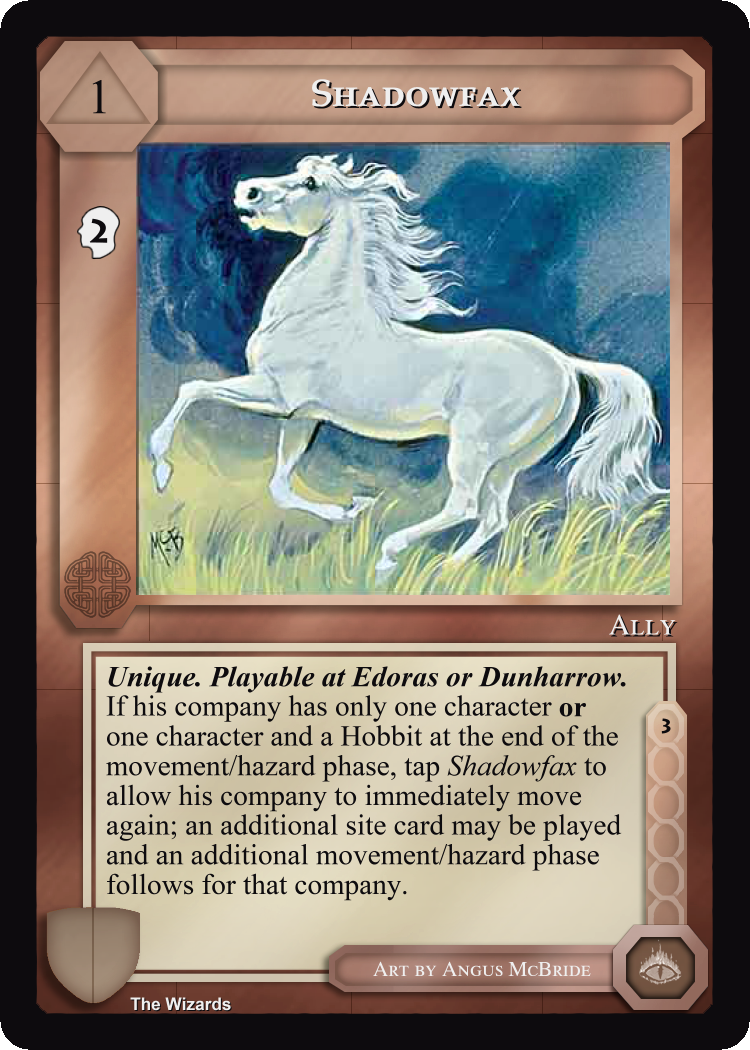 1
Shadowfax
2
McB
Ally
Unique. Playable at Edoras or Dunharrow.
If his company has only one character or
one character and a Hobbit at the end of the
movement/hazard phase, tap Shadowfax to
allow his company to immediately move
again; an additional site card may be played
and an additional movement/hazard phase
follows for that company.
3
Art by Angus McBride
The Wizards